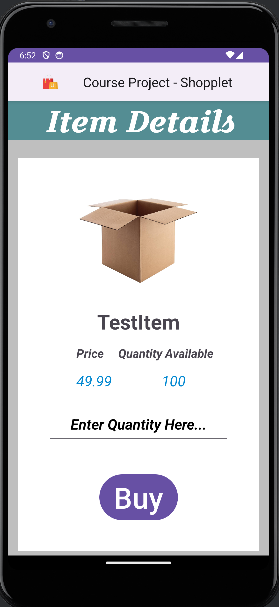 6:52
Course Project - Shopplet
Item Details
TestItem
Price Quantity Available
49.99 100
Enter Quantity Here...
Buy